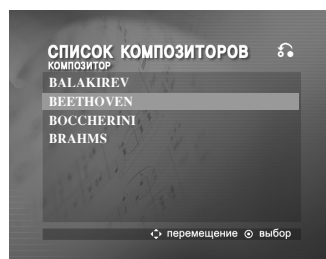 СПИСОК КОМПОЗИТОРОВ
КОМПОЗИТОР
BALAKIREV
BEETHOVEN
BOCCHERINI
BRAHMS
перемещение выбор